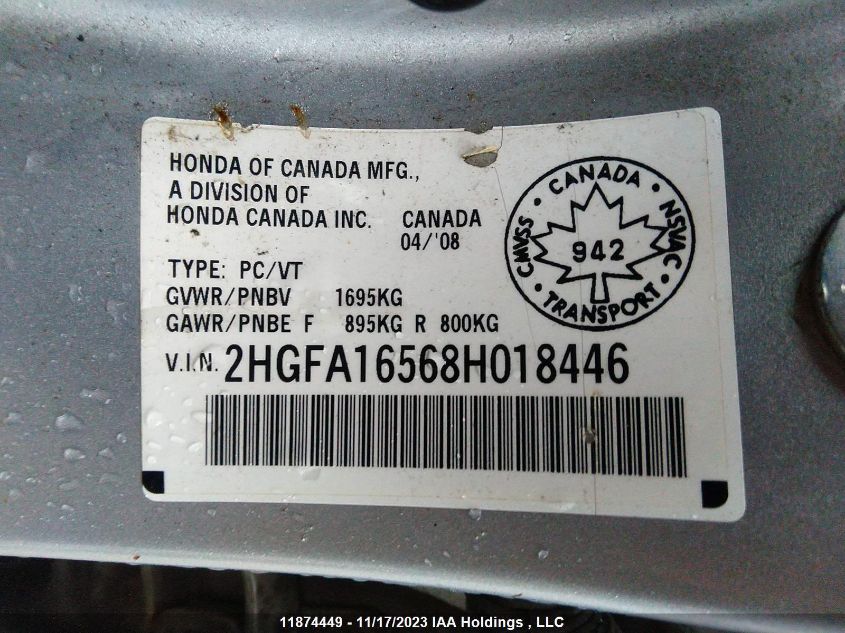 HONDA OF CANADA MFG.,
A DIVISION OF
HONDA CANADA INC. CANADA
04/'08
TYPE: PC/VT
GVWR/PNBV 1695KG
GAWR/PNBE F 895KG R 800KG
V.I.N. 2HGFA16568H018446
• CANADA •
CMVSS
NSVAC
942
• TRANSPORT •
11874449 - 11/17/2023 IAA Holdings , LLC